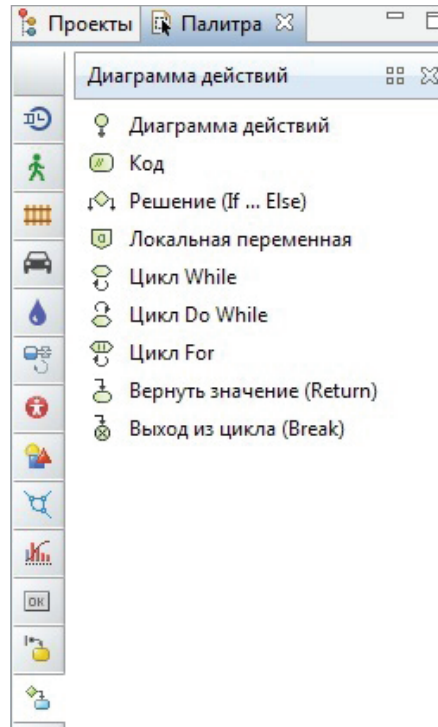 Проекты Палитра
Диаграмма действий
Диаграмма действий
Код
Решение (If ... Else)
Локальная переменная
Цикл While
Цикл Do While
Цикл For
Вернуть значение (Return)
Выход из цикла (Break)
OK